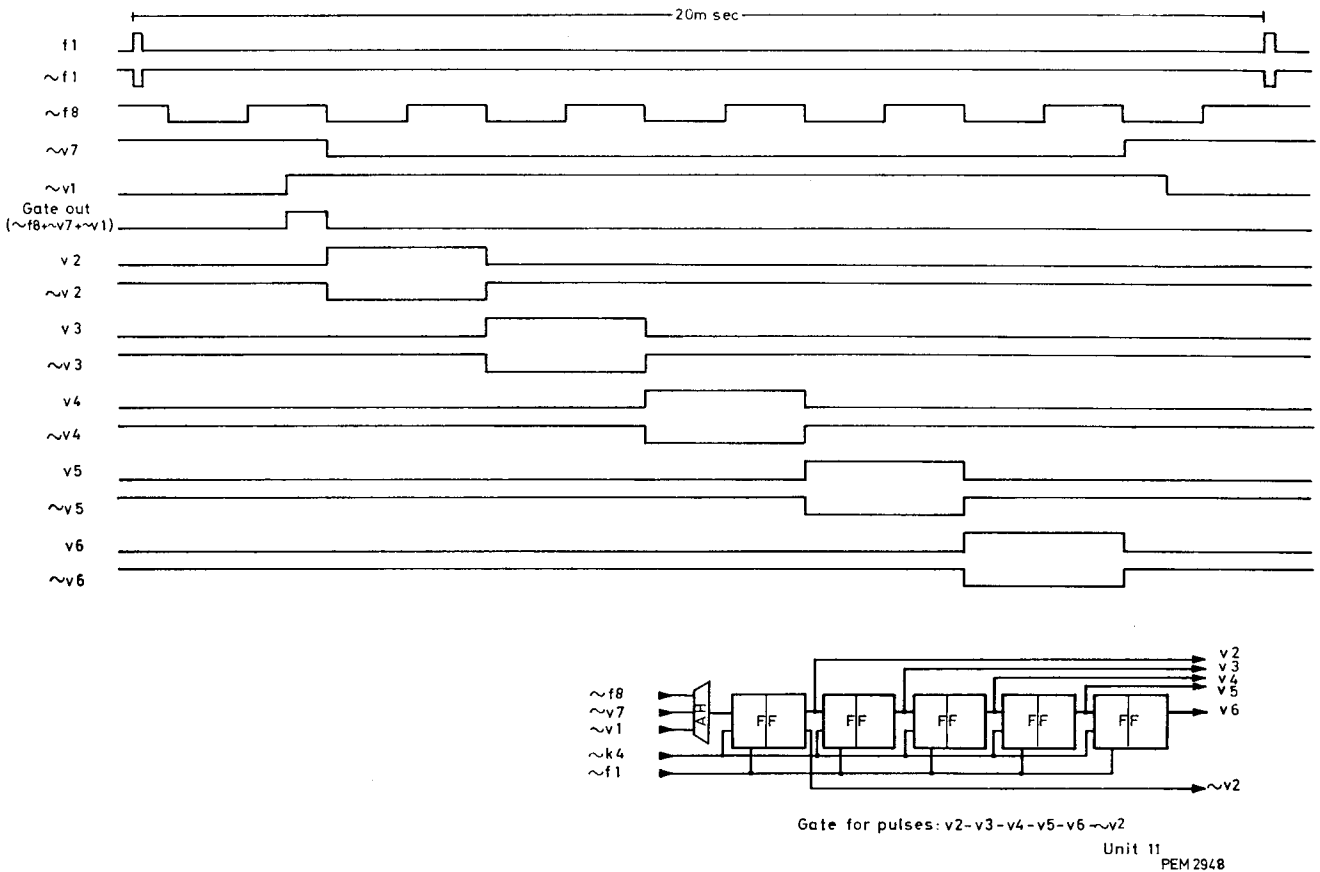 20m sec
f1
~f1
~f8
~v7
~v1
Gate out
(~f8+~v7+~v1)
v2
~v2
v3
~v3
v4
~v4
v5
~v5
v6
~v6
~f8
~v7
~v1
~k4
~f1
AH
FF
FF
FF
FF
FF
v2
v3
v4
v5
v6
~v2
Gate for pulses: v2-v3-v4-v5-v6-~v2
Unit 11
PEM 2948